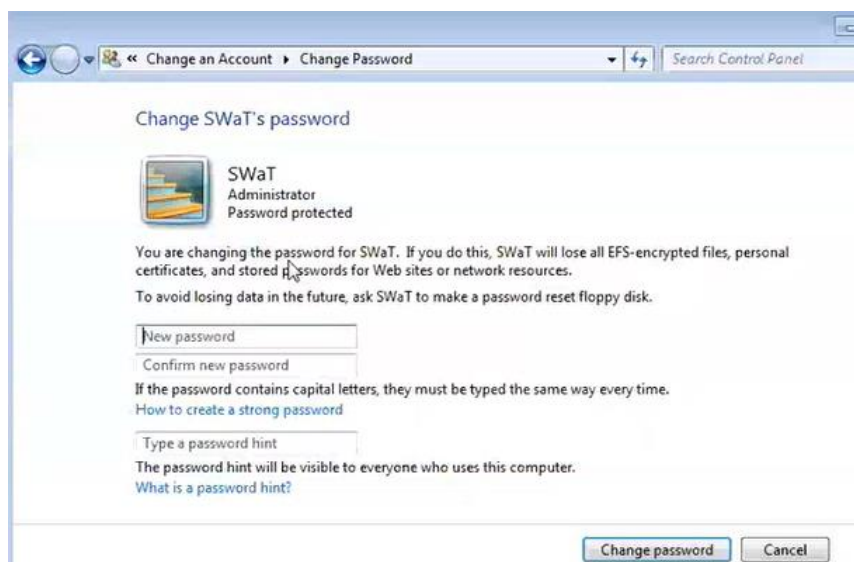 « Change an Account ▸ Change Password
Search Control Panel
Change SWaT's password
SWaT
Administrator
Password protected
You are changing the password for SWaT. If you do this, SWaT will lose all EFS-encrypted files, personal
certificates, and stored passwords for Web sites or network resources.
To avoid losing data in the future, ask SWaT to make a password reset floppy disk.
New password
Confirm new password
If the password contains capital letters, they must be typed the same way every time.
How to create a strong password
Type a password hint
The password hint will be visible to everyone who uses this computer.
What is a password hint?
Change password
Cancel